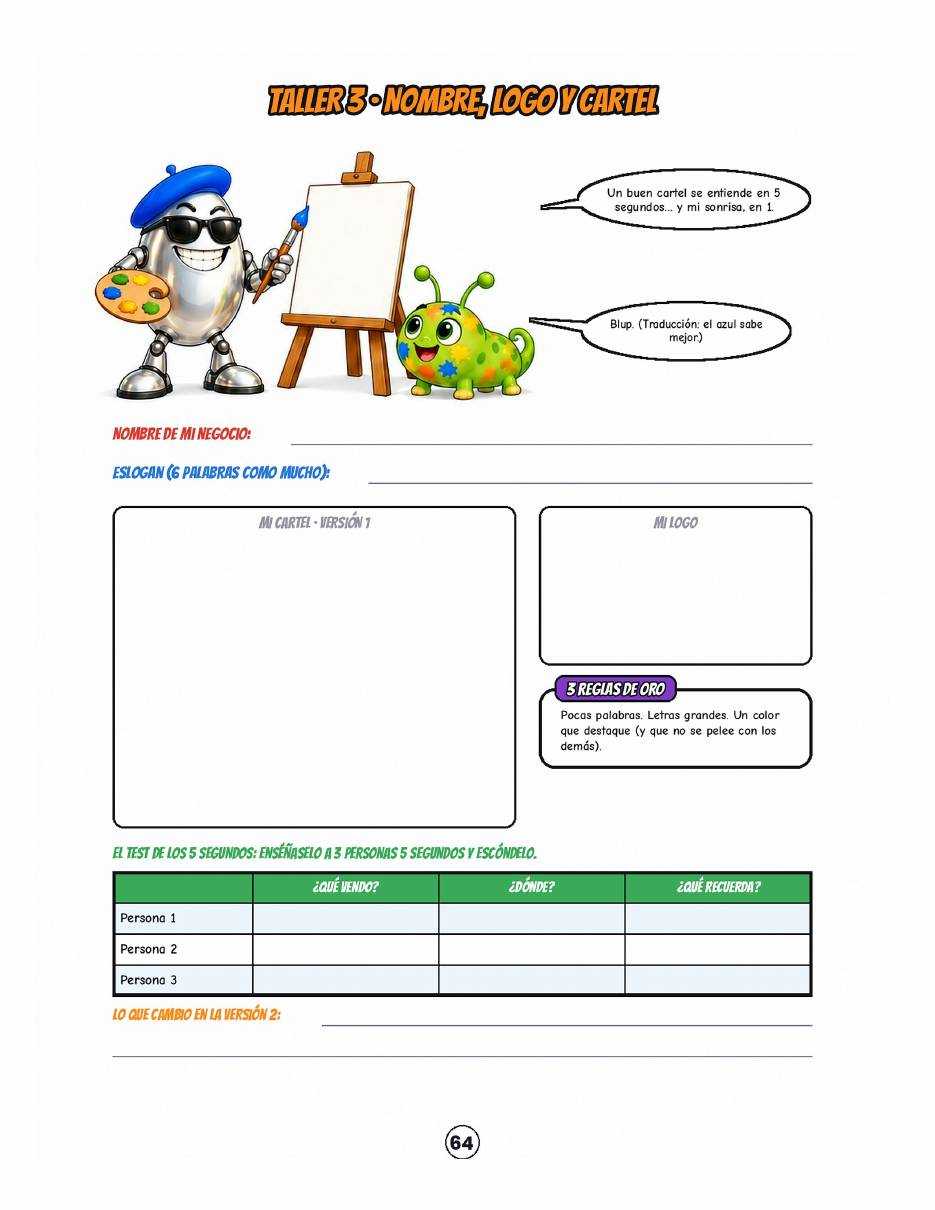 TALLER 3 • NOMBRE, LOGO Y CARTEL
Un buen cartel se entiende en 5
segundos... y mi sonrisa, en 1.
Blup. (Traducción: el azul sabe
mejor.)
NOMBRE DE MI NEGOCIO:
ESLOGAN (6 PALABRAS COMO MUCHO):
MI CARTEL · VERSIÓN 1
MI LOGO
3 REGLAS DE ORO
Pocas palabras. Letras grandes. Un color
que destaque (y que no se pelee con los
demás).
EL TEST DE LOS 5 SEGUNDOS: ENSÉÑASELO A 3 PERSONAS 5 SEGUNDOS Y ESCÓNDELO.
¿QUÉ VENDO? ¿DÓNDE? ¿QUÉ RECUERDA?
Persona 1
Persona 2
Persona 3
LO QUE CAMBIO EN LA VERSIÓN 2:
64